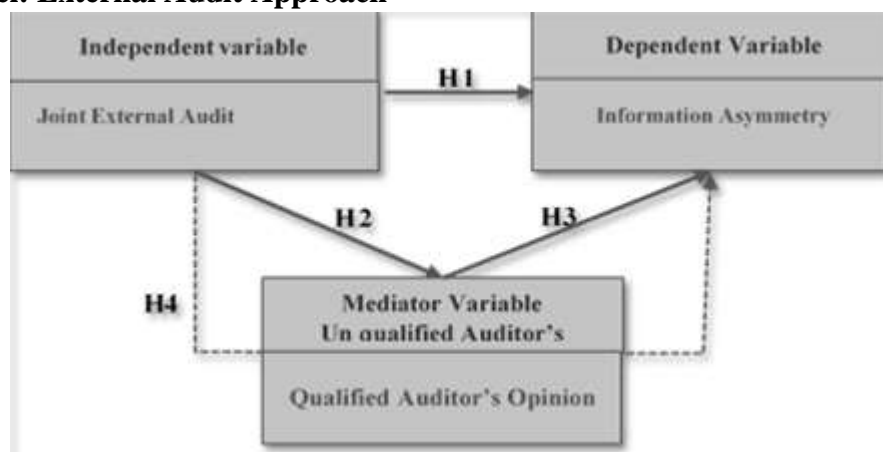 External Audit Approach
Independent variable
Dependent Variable
H1
Joint External Audit
Information Asymmetry
H2
H3
H4
Mediator Variable
Un qualified Auditor's
Qualified Auditor's Opinion